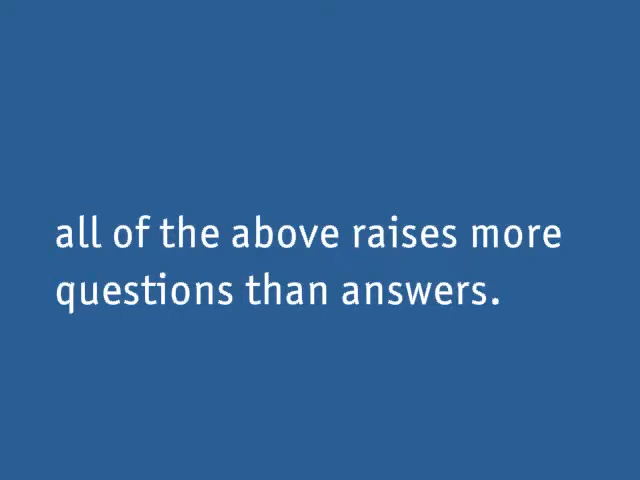 all of the above raises more
questions than answers.